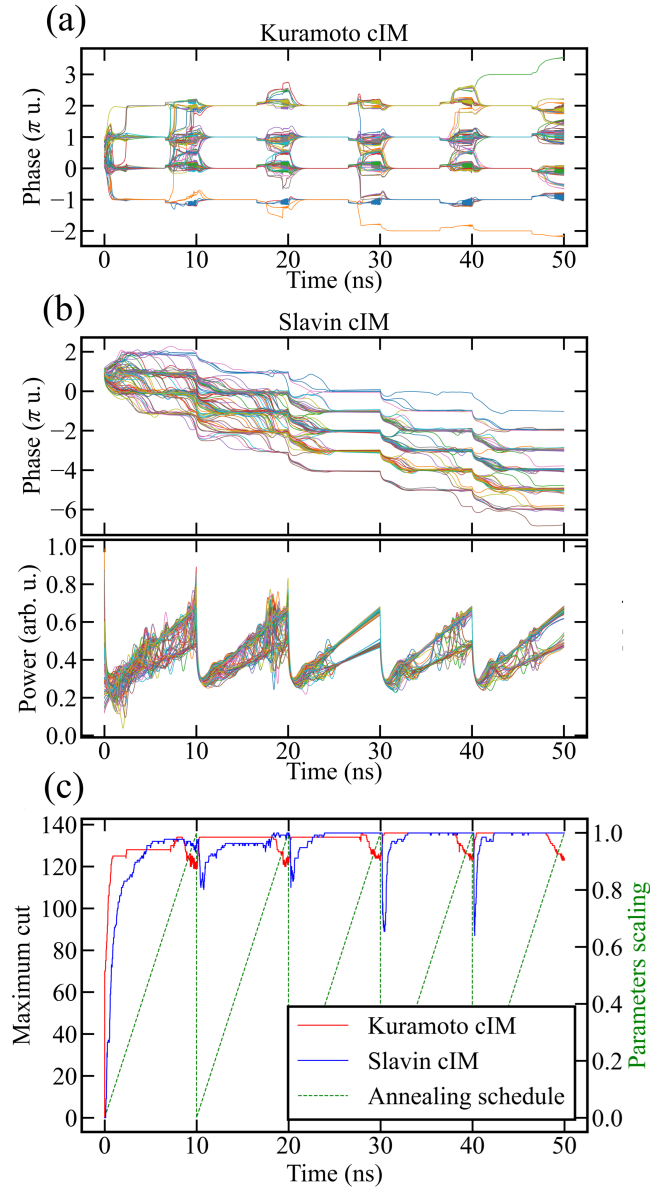 (a)
Kuramoto cIM
Phase (π u.)
3
2
1
0
−1
−2
0 10 20 30 40 50
Time (ns)
(b)
Slavin cIM
Phase (π u.)
2
0
−2
−4
−6
Power (arb. u.)
1.0
0.8
0.6
0.4
0.2
0.0
0 10 20 30 40 50
Time (ns)
(c)
Maximum cut
140
120
100
80
60
40
20
0
1.0
0.8
0.6
0.4
0.2
0.0
Parameters scaling
Kuramoto cIM
Slavin cIM
Annealing schedule
0 10 20 30 40 50
Time (ns)